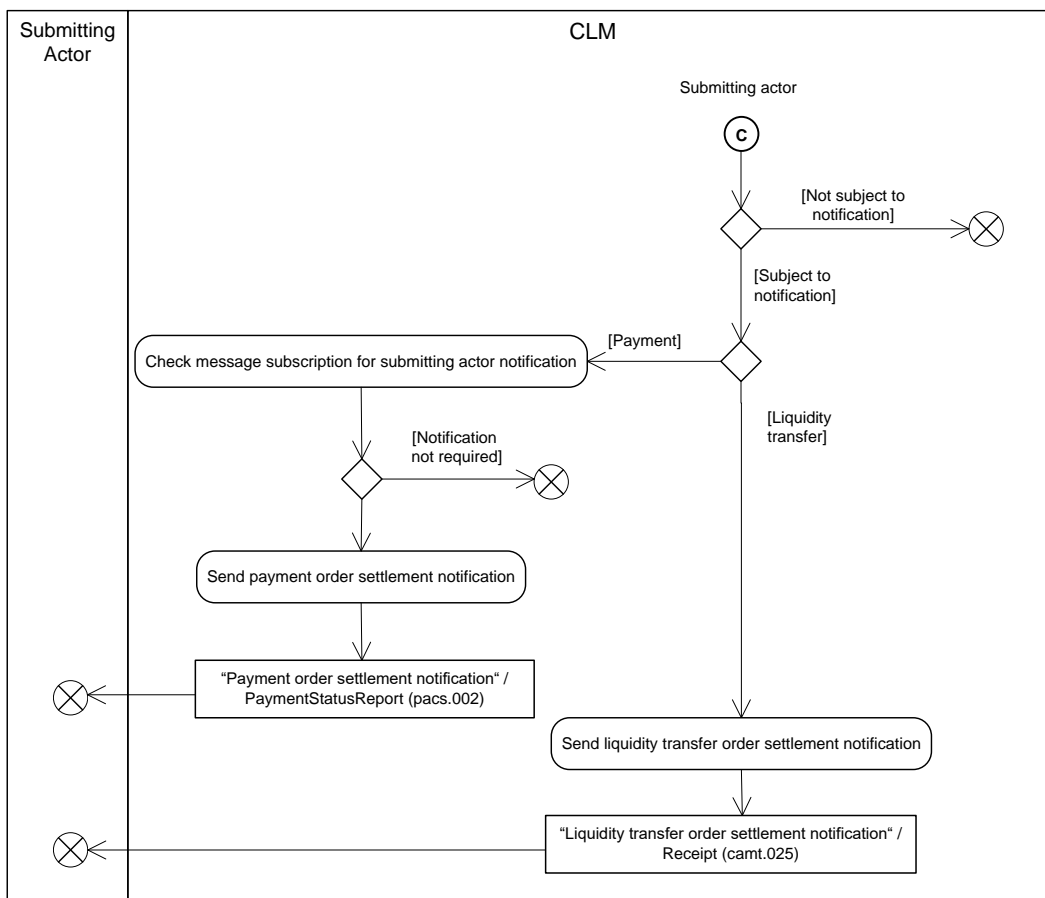 Submitting
Actor
CLM
Submitting actor
C
[Not subject to
notification]
[Subject to
notification]
[Payment]
Check message subscription for submitting actor notification
[Liquidity
transfer]
[Notification
not required]
Send payment order settlement notification
“Payment order settlement notification“ /
PaymentStatusReport (pacs.002)
Send liquidity transfer order settlement notification
“Liquidity transfer order settlement notification“ /
Receipt (camt.025)